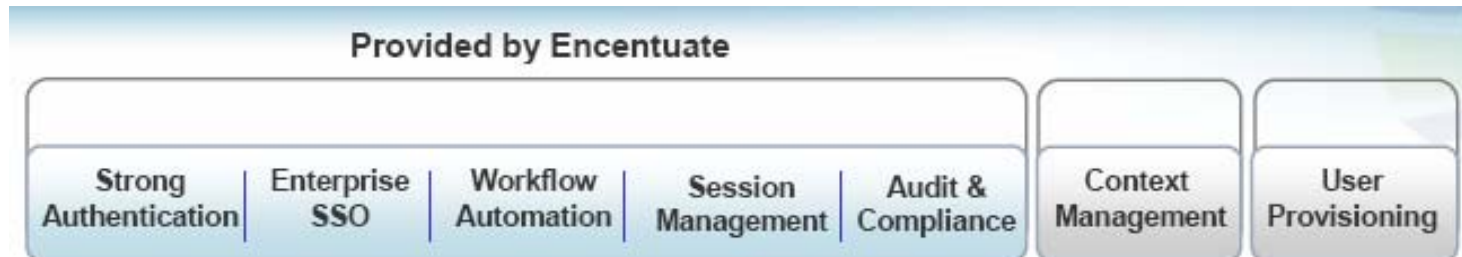 Provided by Encentuate
Strong Authentication
Enterprise SSO
Workflow Automation
Session Management
Audit & Compliance
Context Management
User Provisioning